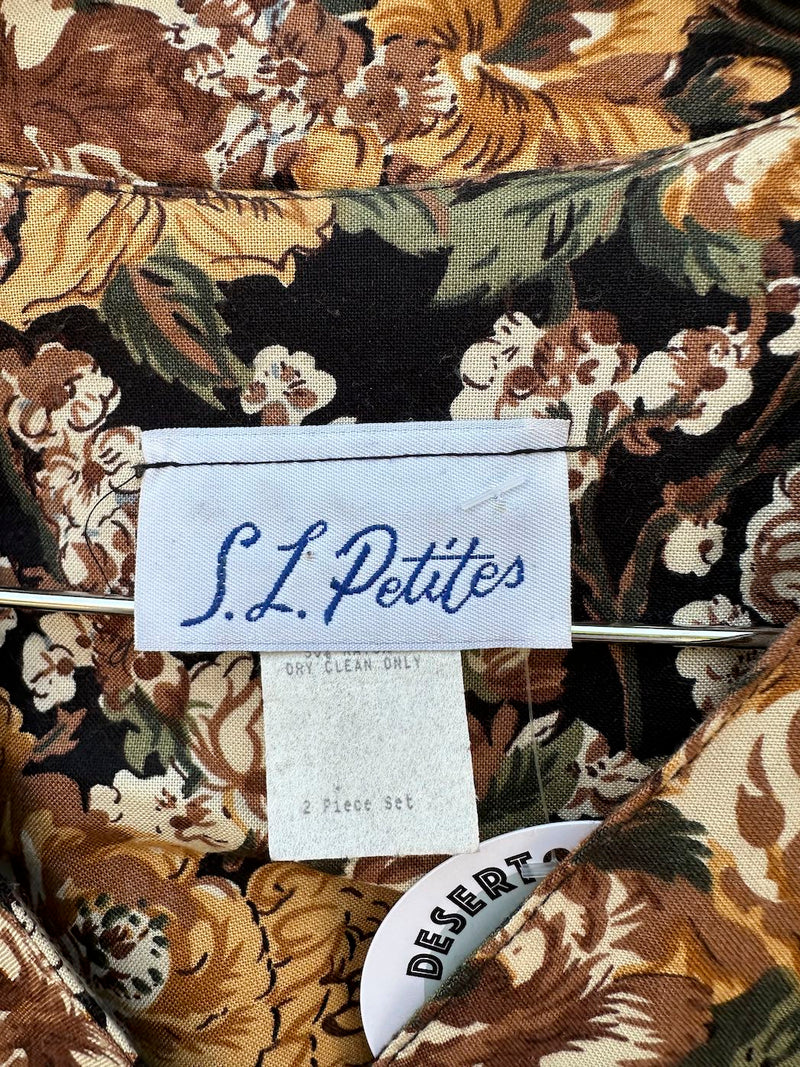 S.L. Petites
DRY CLEAN ONLY
2 Piece Set
DESERT